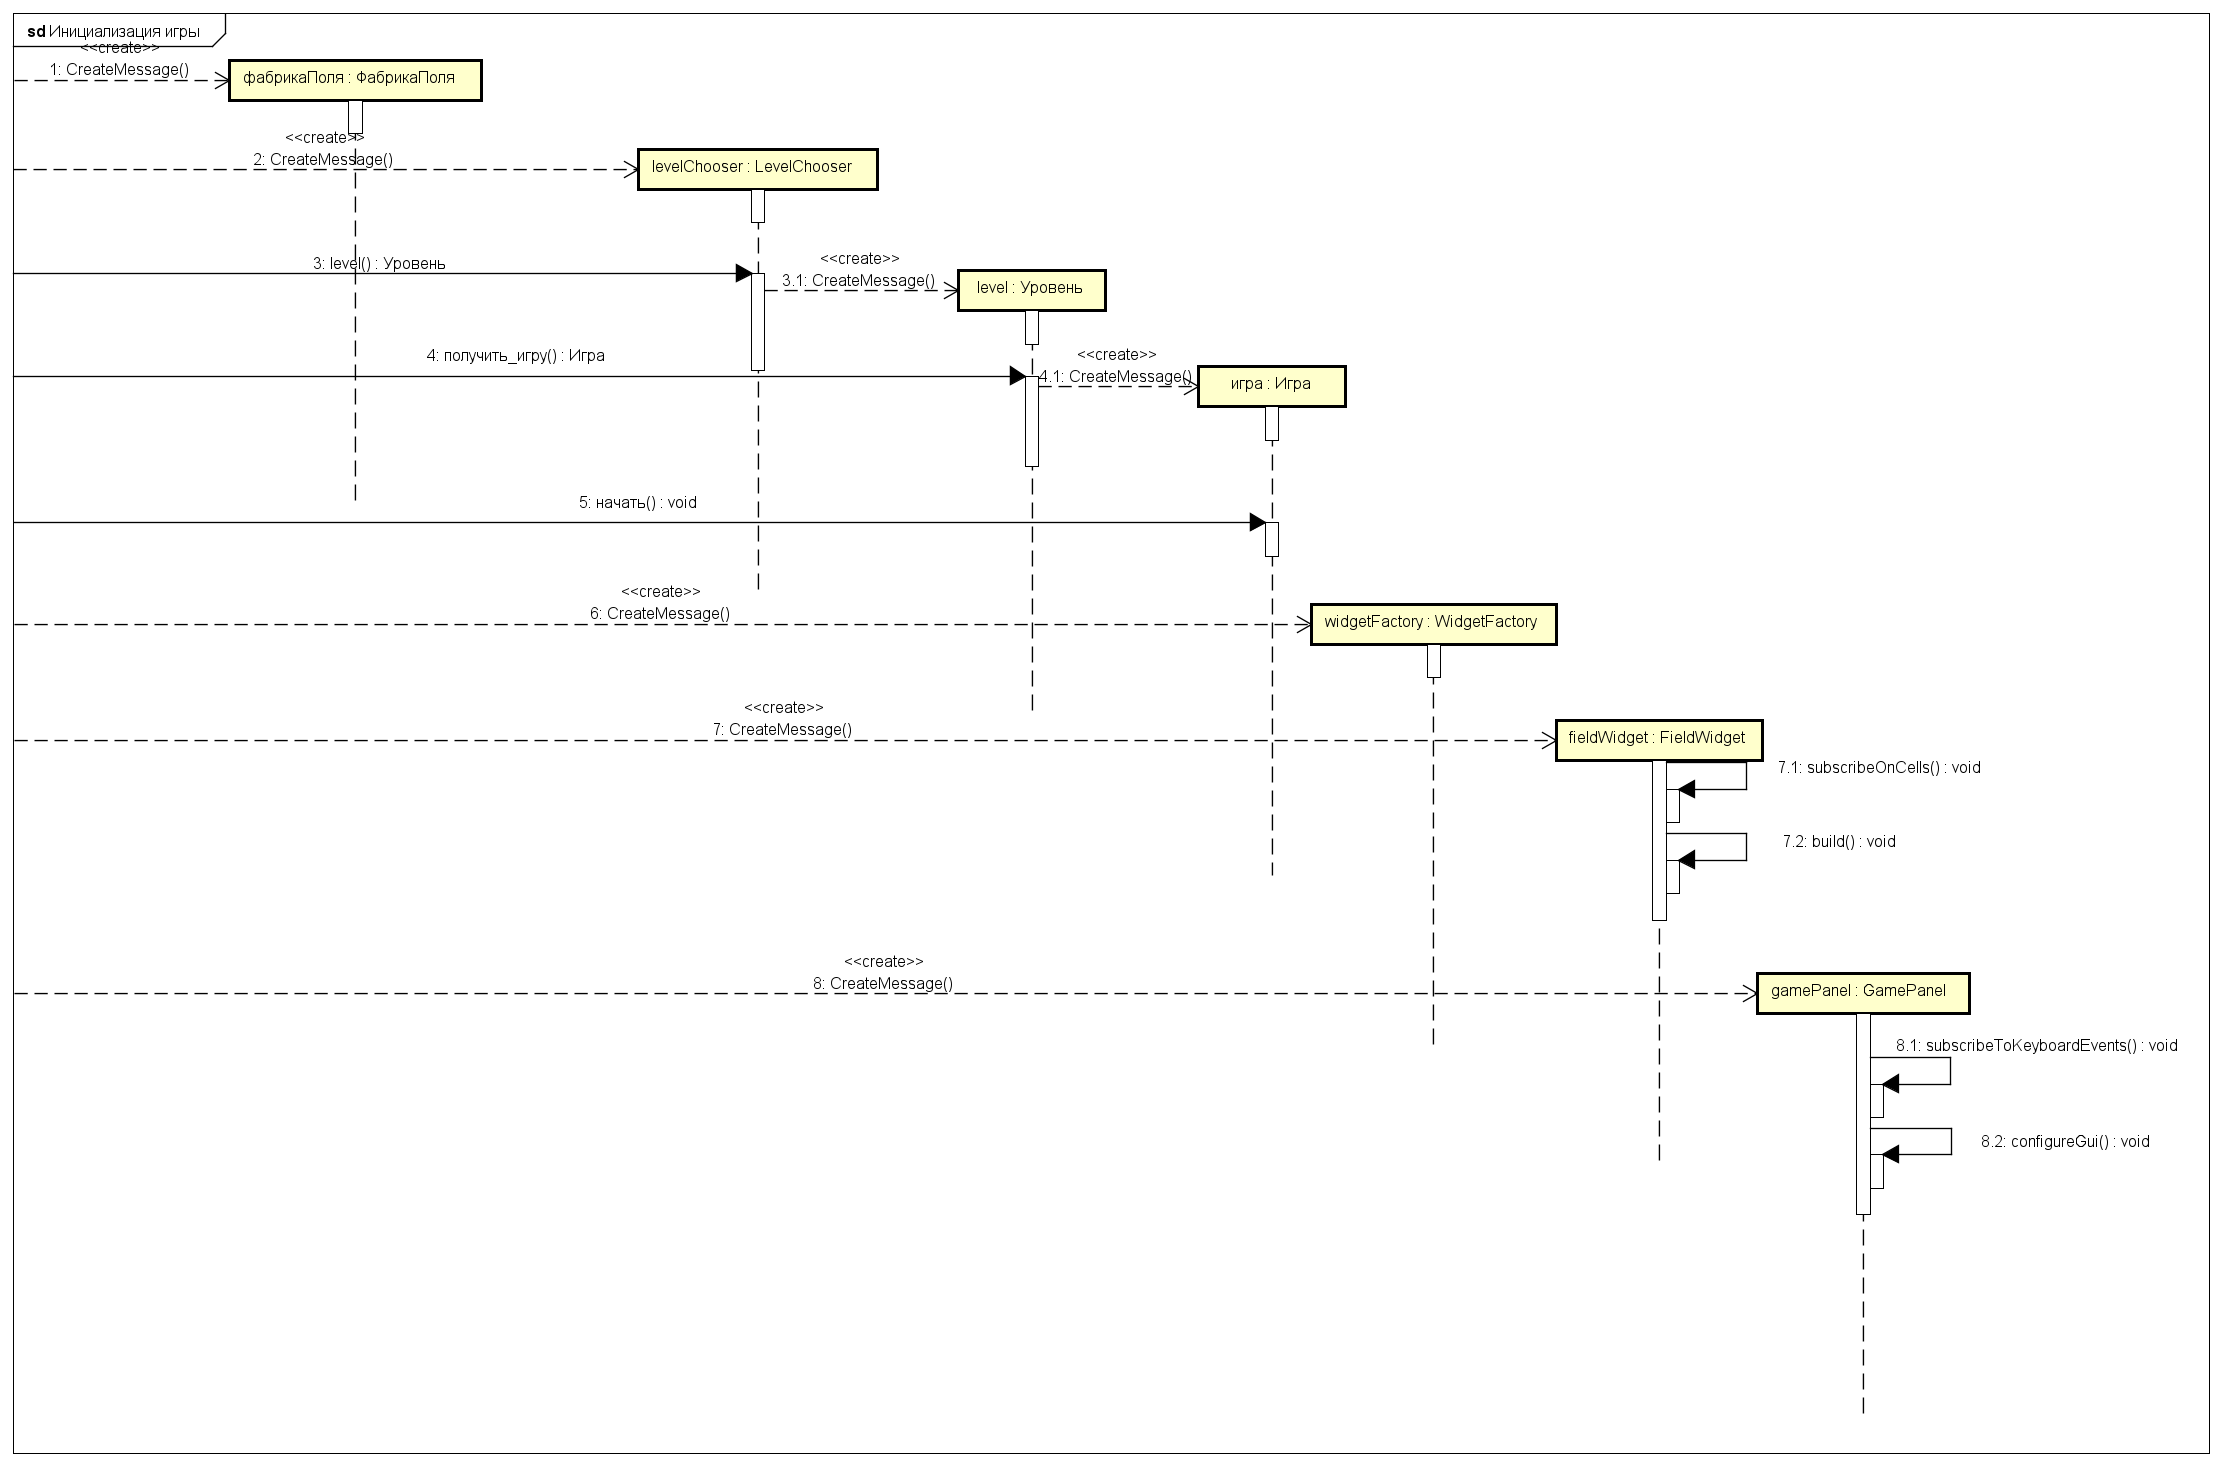 sd Инициализация игры
<<create>>
1: CreateMessage()
фабрикаПоля : ФабрикаПоля
<<create>>
2: CreateMessage()
levelChooser : LevelChooser
3: level() : Уровень
<<create>>
3.1: CreateMessage()
level : Уровень
4: получить_игру() : Игра
<<create>>
4.1: CreateMessage()
игра : Игра
5: начать() : void
<<create>>
6: CreateMessage()
widgetFactory : WidgetFactory
<<create>>
7: CreateMessage()
fieldWidget : FieldWidget
7.1: subscribeOnCells() : void
7.2: build() : void
<<create>>
8: CreateMessage()
gamePanel : GamePanel
8.1: subscribeToKeyboardEvents() : void
8.2: configureGui() : void